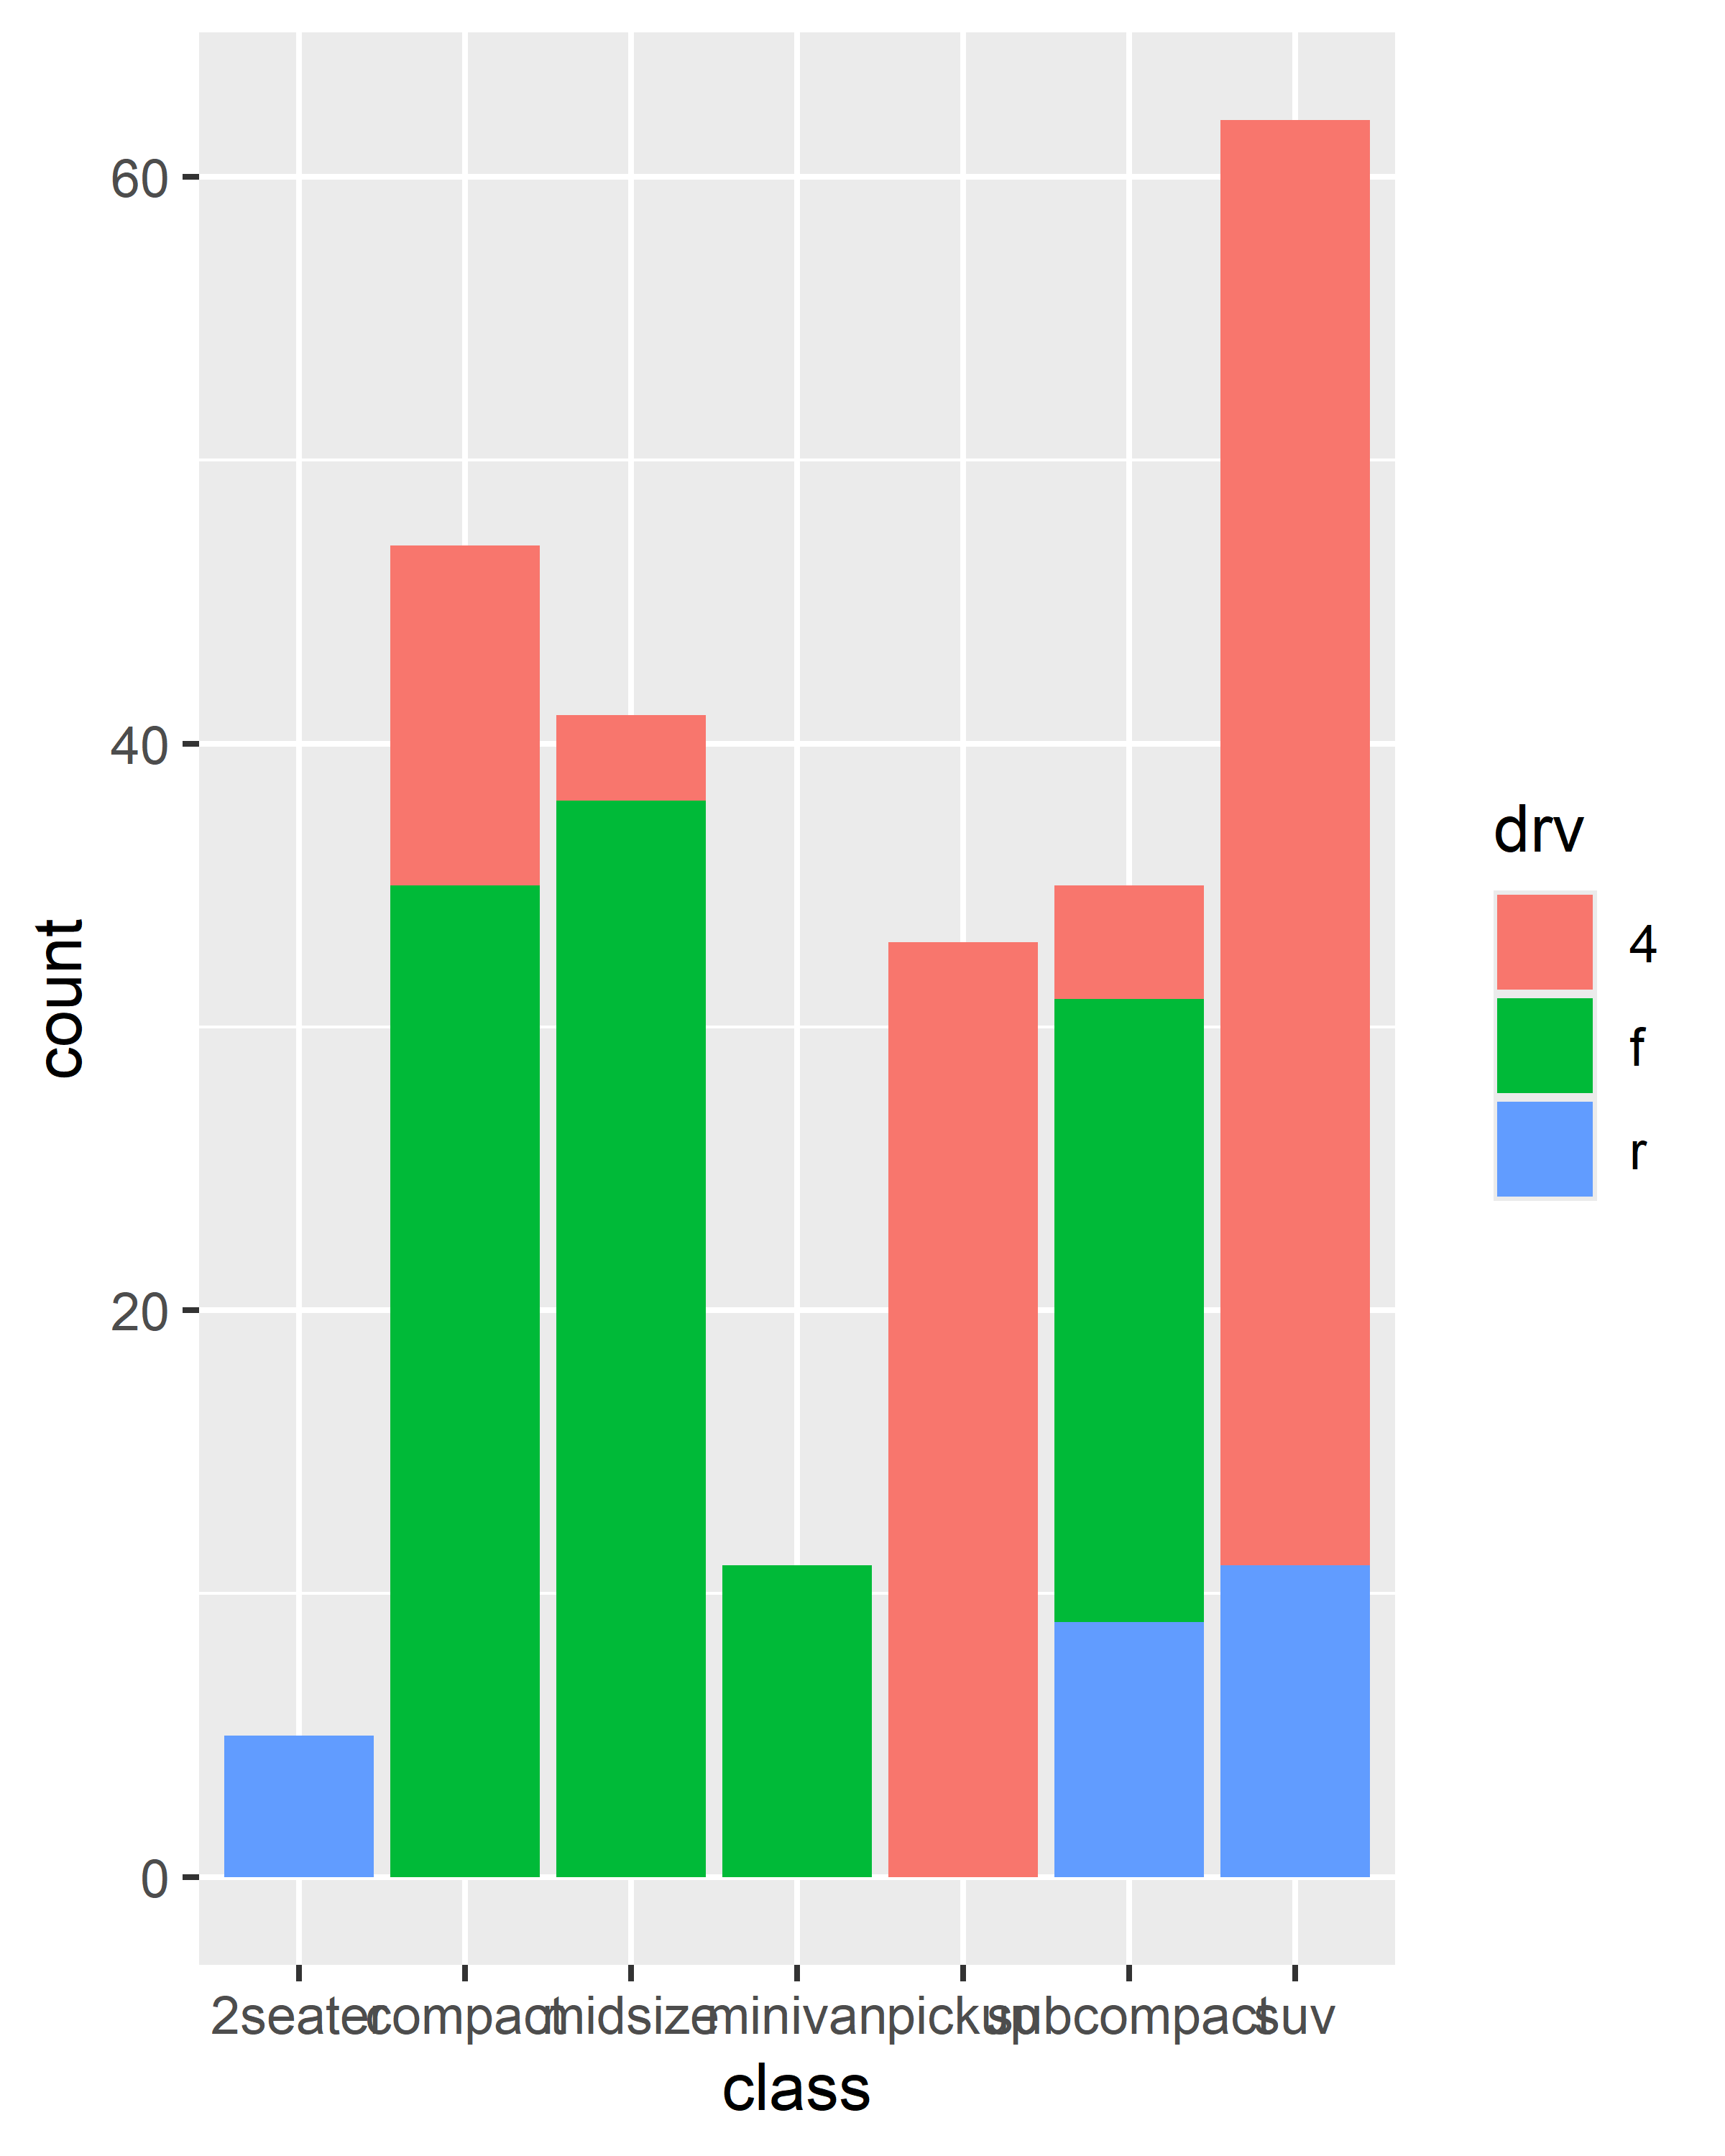 60
40
20
0
count
2seater compact midsize minivan pickup subcompact suv
class
drv
4
f
r